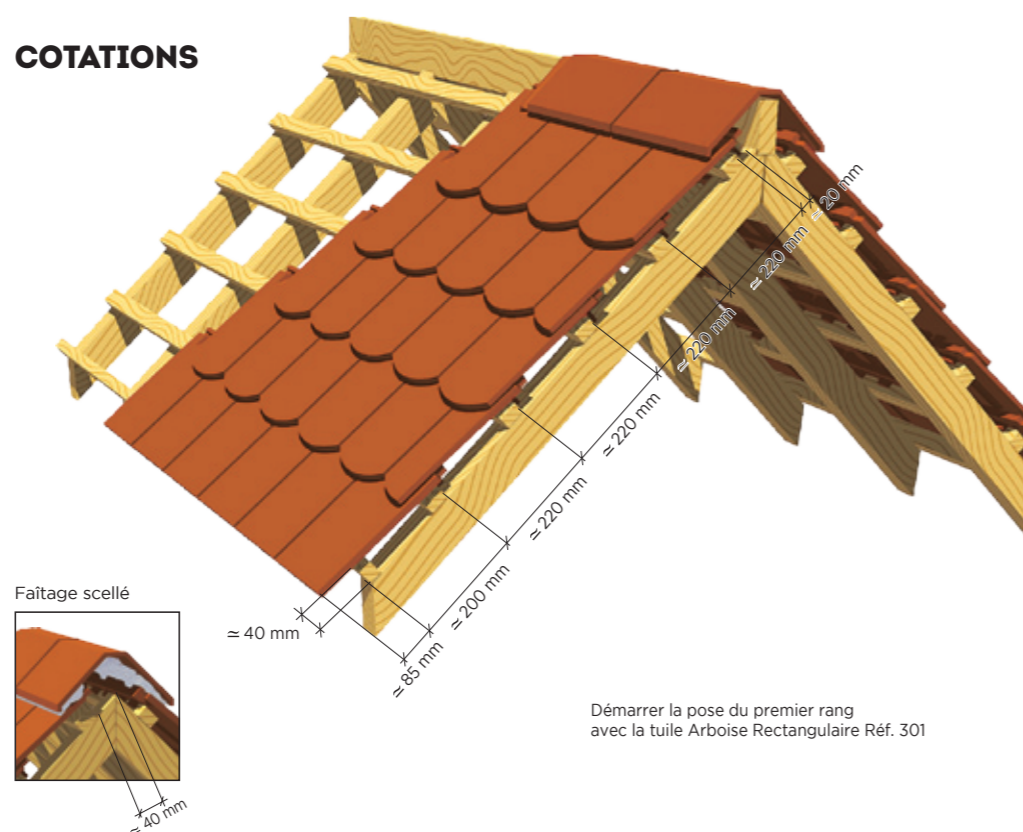 COTATIONS
≃ 20 mm
≃ 220 mm
≃ 220 mm
≃ 220 mm
≃ 220 mm
≃ 200 mm
≃ 85 mm
≃ 40 mm
Faîtage scellé
≃ 40 mm
Démarrer la pose du premier rang
avec la tuile Arboise Rectangulaire Réf. 301